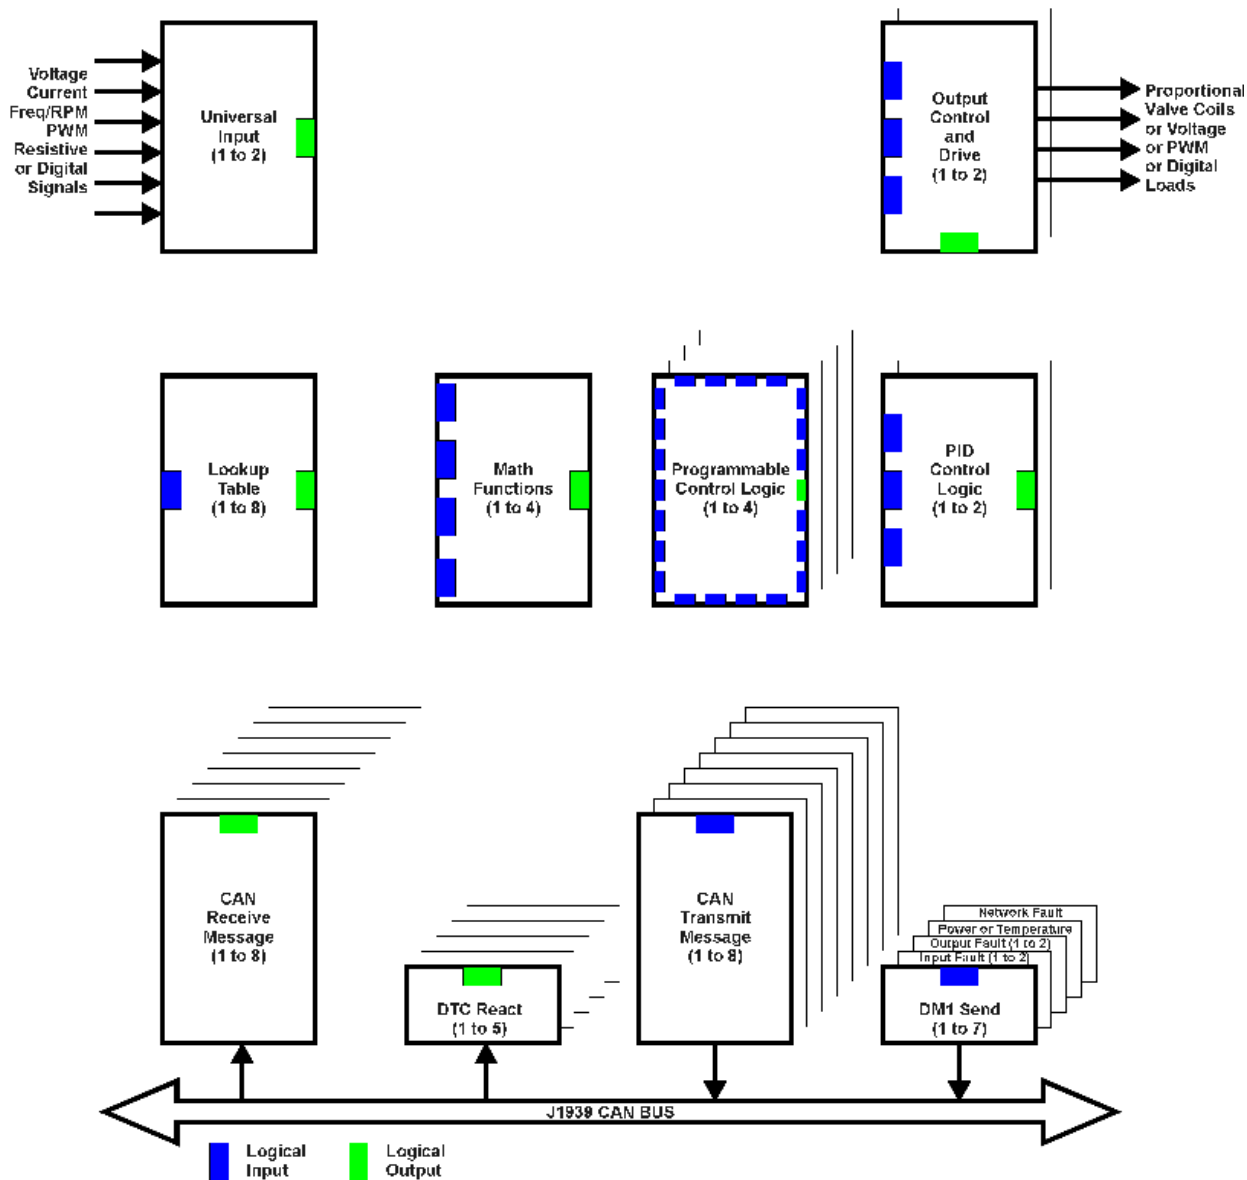 Voltage
Current
Freq/RPM
PWM
Resistive
or Digital
Signals
Universal
Input
(1 to 2)
Output
Control
and
Drive
(1 to 2)
Proportional
Valve Coils
or Voltage
or PWM
or Digital
Loads
Lookup
Table
(1 to 8)
Math
Functions
(1 to 4)
Programmable
Control Logic
(1 to 4)
PID
Control
Logic
(1 to 2)
CAN
Receive
Message
(1 to 8)
DTC React
(1 to 5)
CAN
Transmit
Message
(1 to 8)
Network Fault
Power or Temperature
Output Fault (1 to 2)
Input Fault (1 to 2)
DM1 Send
(1 to 7)
J1939 CAN BUS
Logical
Input
Logical
Output